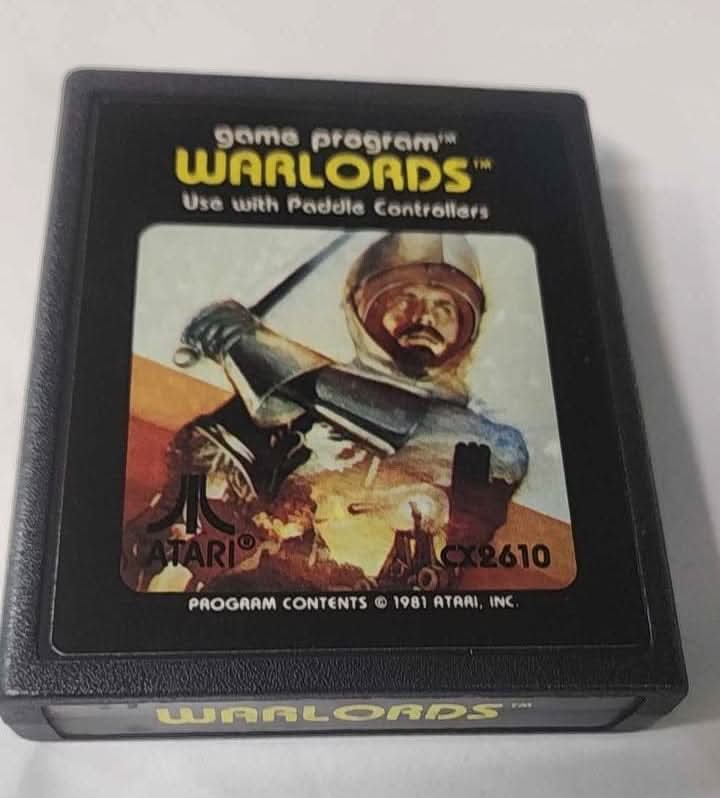 game program™
WARLORDS™
Use with Paddle Controllers
ATARI®
CX2610
PROGRAM CONTENTS © 1981 ATARI, INC.
WARLORDS™